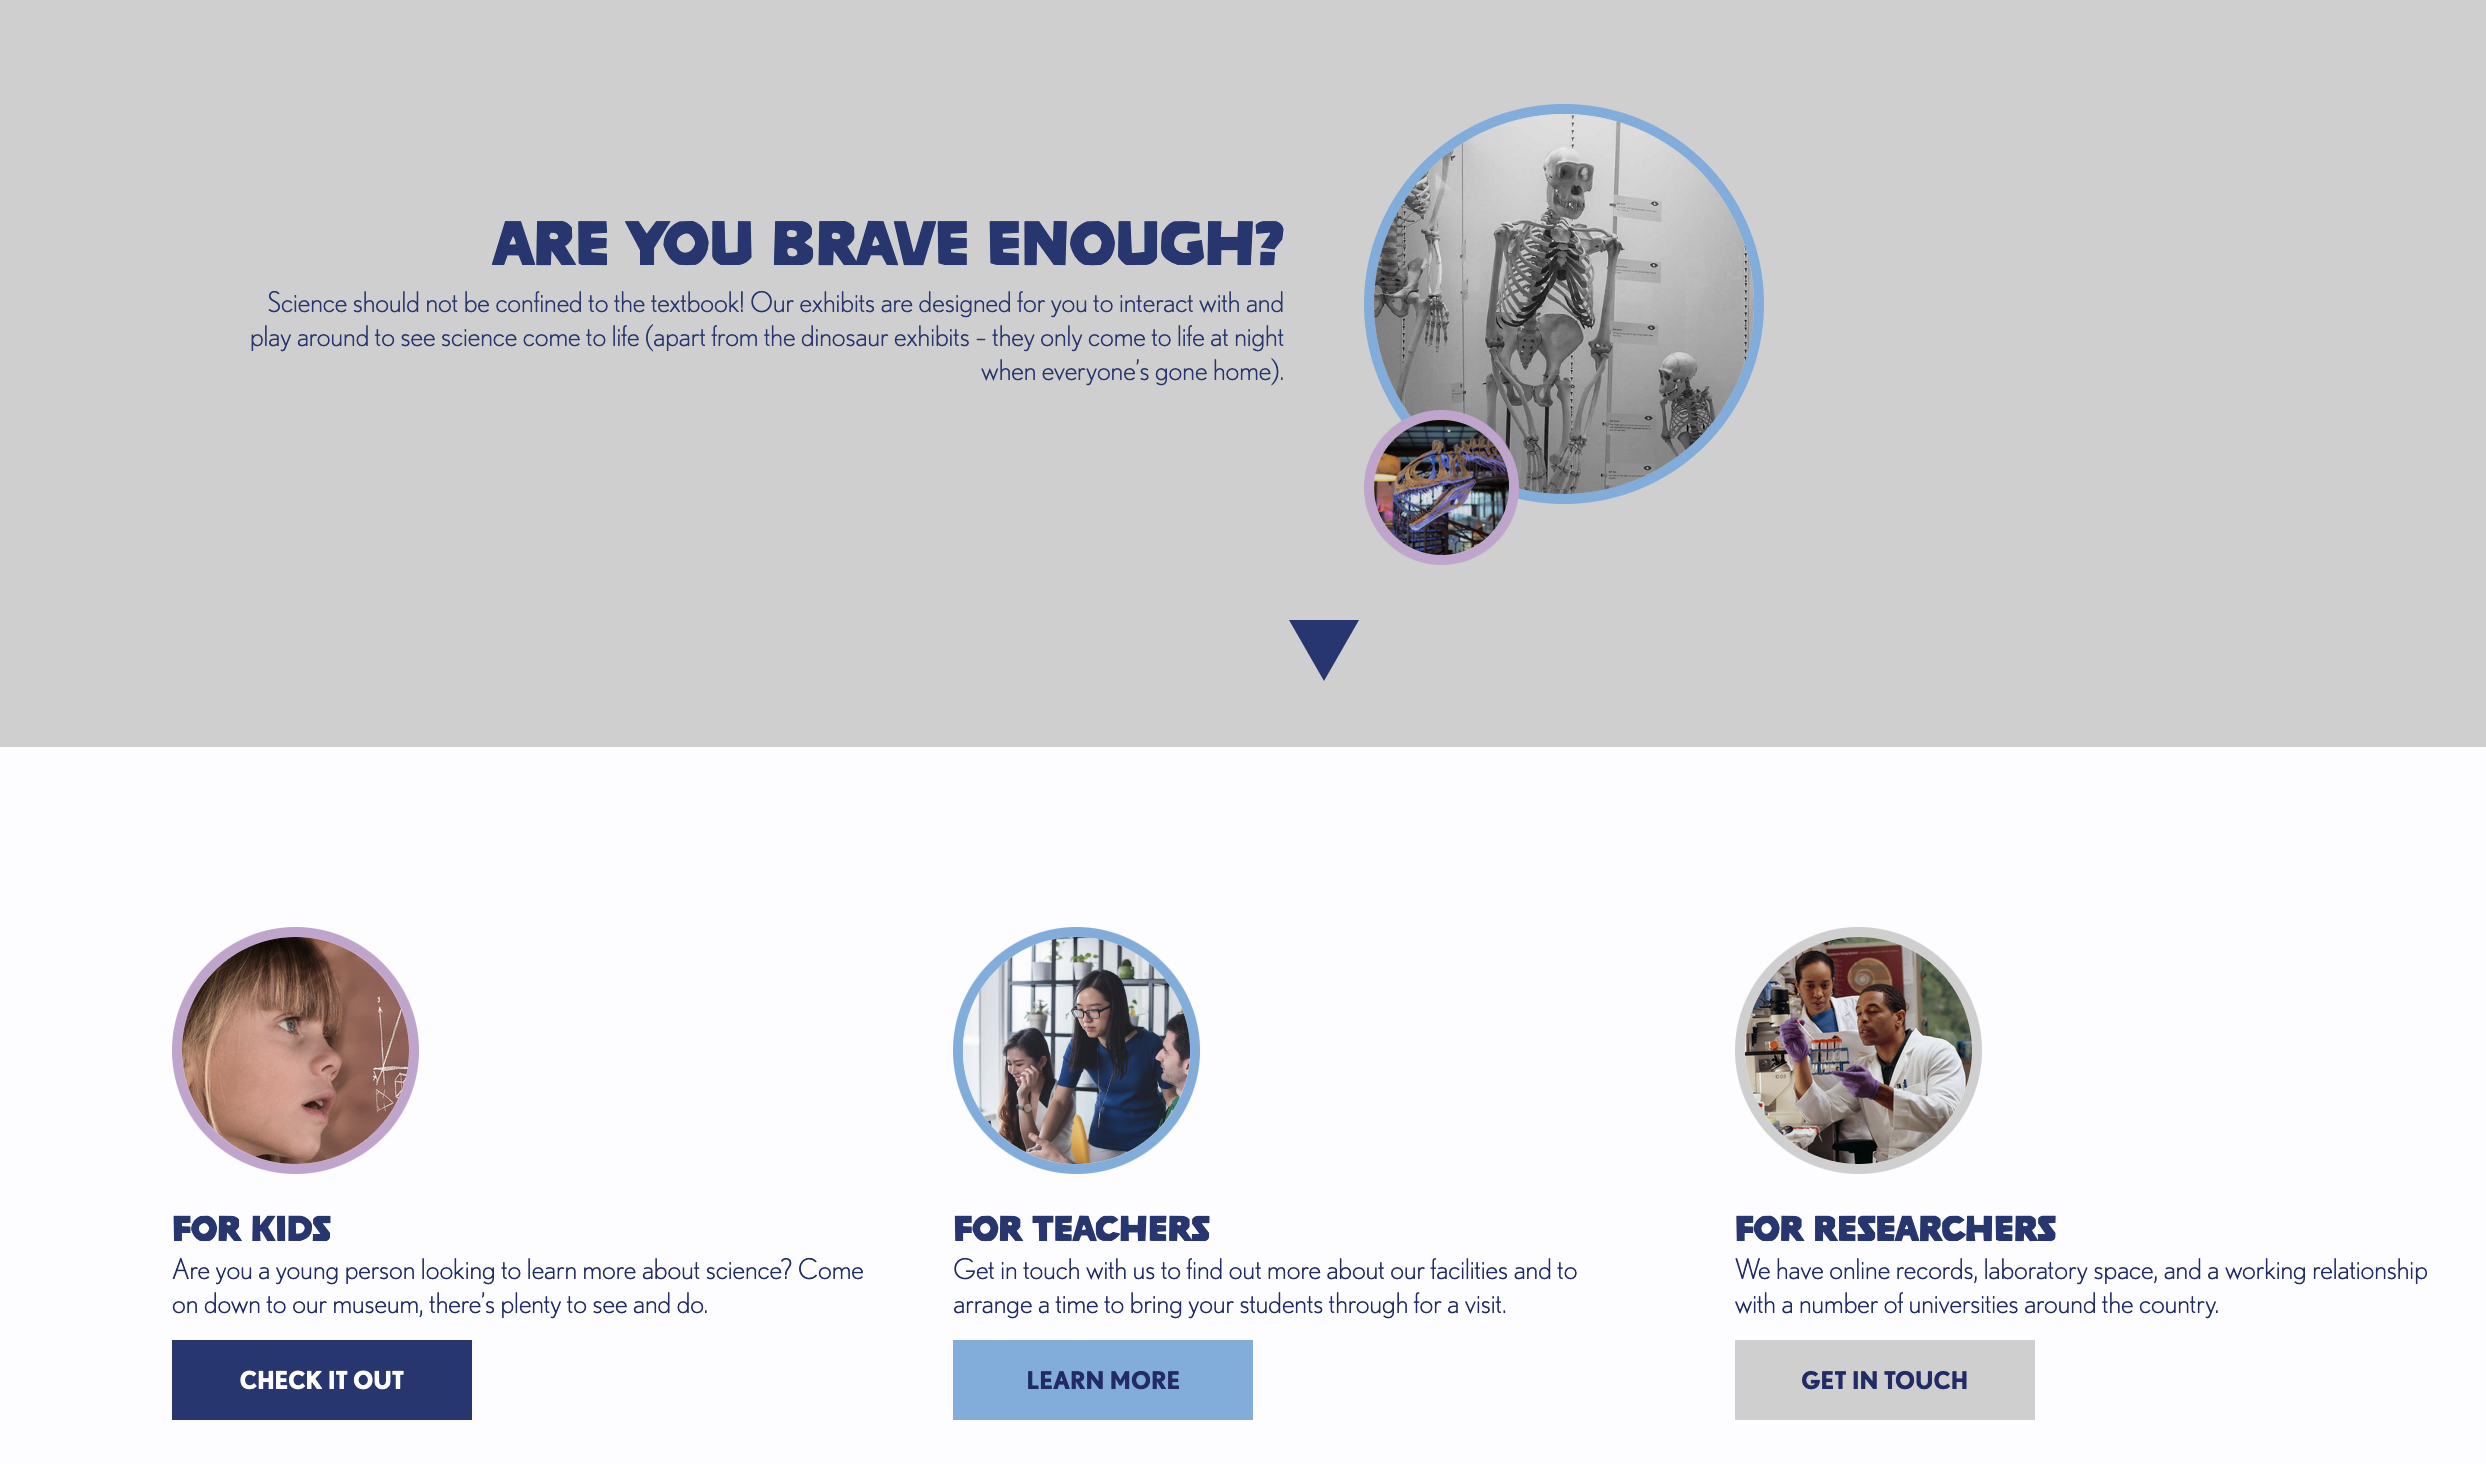 ARE YOU BRAVE ENOUGH?
Science should not be confined to the textbook! Our exhibits are designed for you to interact with and
play around to see science come to life (apart from the dinosaur exhibits – they only come to life at night
when everyone's gone home).
FOR KIDS
Are you a young person looking to learn more about science? Come
on down to our museum, there's plenty to see and do.
CHECK IT OUT
FOR TEACHERS
Get in touch with us to find out more about our facilities and to
arrange a time to bring your students through for a visit.
LEARN MORE
FOR RESEARCHERS
We have online records, laboratory space, and a working relationship
with a number of universities around the country.
GET IN TOUCH